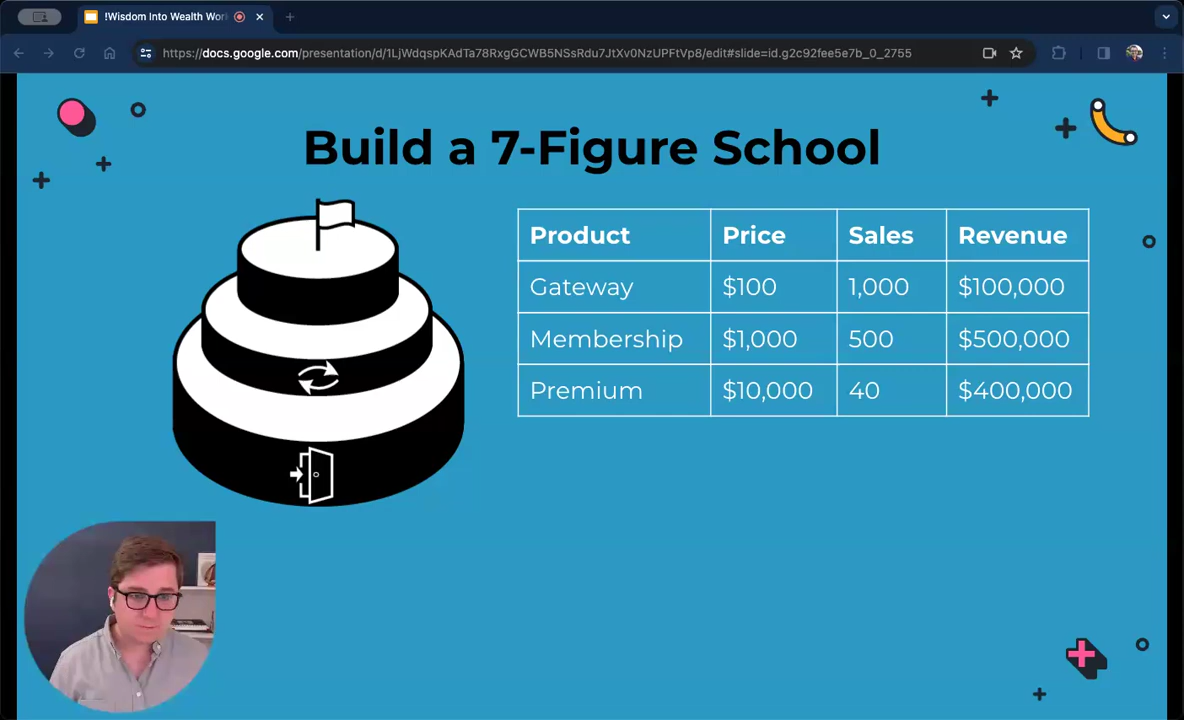 !Wisdom Into Wealth Wor
https://docs.google.com/presentation/d/1LjWdqspKAdTa78RxgGCWB5NSsRdu7JtXv0NzUPFtVp8/edit#slide=id.g2c92fee5e7b_0_2755
Build a 7-Figure School
Product Price Sales Revenue
Gateway $100 1,000 $100,000
Membership $1,000 500 $500,000
Premium $10,000 40 $400,000